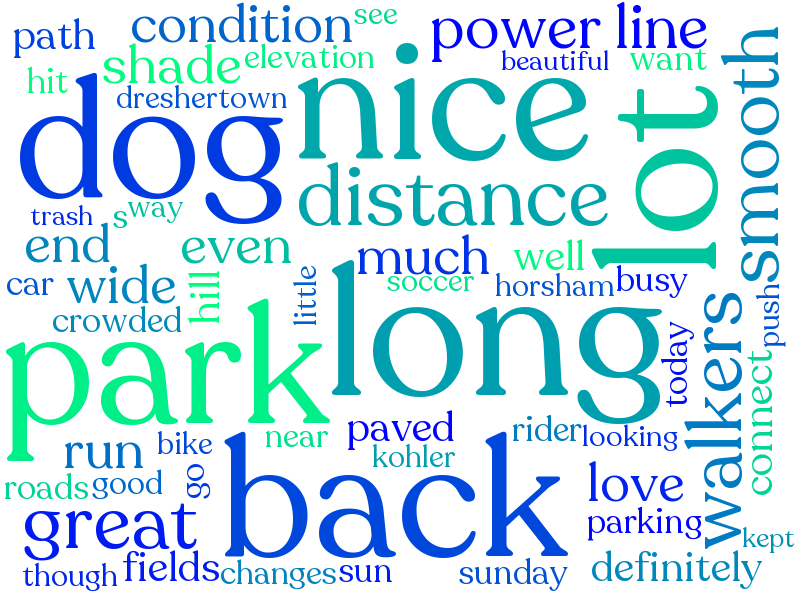 path
condition
see
power line
shade
elevation
beautiful
want
hit
dreshertown
dog
nice
lot
smooth
distance
trash
s
way
end
even
much
well
car
wide
hill
little
soccer
horsham
busy
push
crowded
park
long
today
walkers
connect
run
bike
near
paved
kohler
rider
looking
roads
good
go
back
love
great
parking
kept
though
fields
changes
sun
sunday
definitely